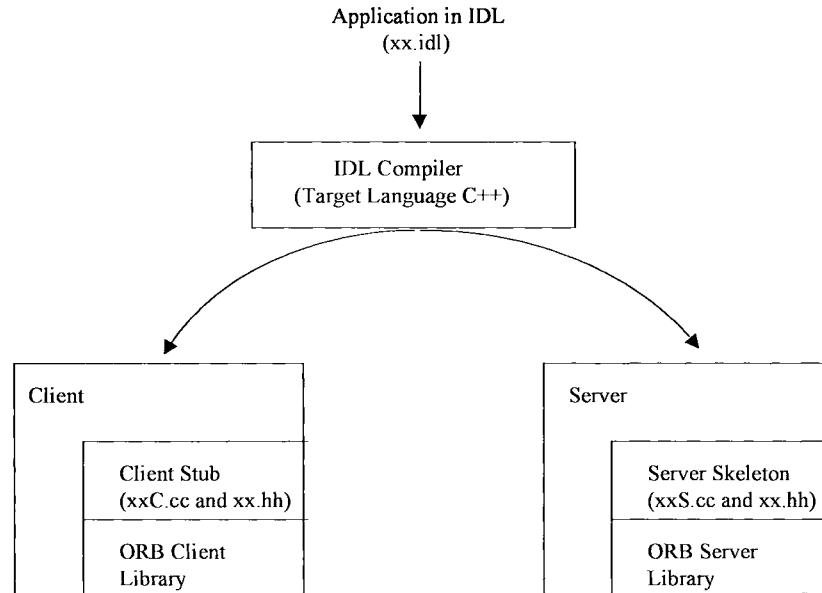 Application in IDL
(xx.idl)
IDL Compiler
(Target Language C++)
Client
Server
Client Stub
(xxC.cc and xx.hh)
Server Skeleton
(xxS.cc and xx.hh)
ORB Client
Library
ORB Server
Library